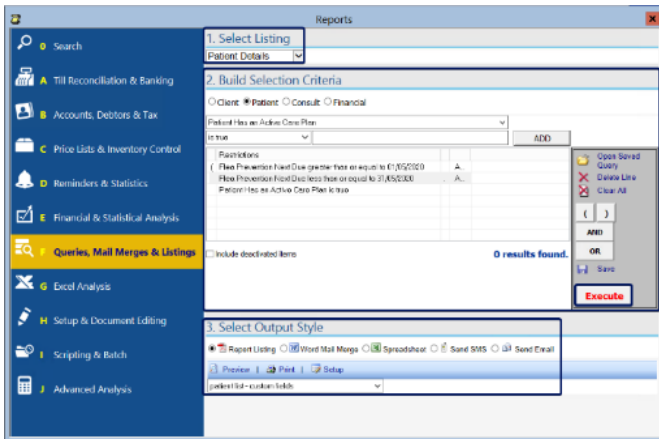 Reports
0 Search
A Till Reconciliation & Banking
B Accounts, Debtors & Tax
C Price Lists & Inventory Control
D Reminders & Statistics
E Financial & Statistical Analysis
F Queries, Mail Merges & Listings
G Excel Analysis
H Setup & Document Editing
I Scripting & Batch
J Advanced Analysis
1. Select Listing
Patient Details
2. Build Selection Criteria
Client Patient Consult Financial
Patient Has an Active Care Plan
is true ADD
Restrictions
( Flea Prevention Next Due greater than or equal to 01/05/2020 A..
Flea Prevention Next Due less than or equal to 31/05/2020 . A..
Patient Has an Active Care Plan is true
Include deactivated items 0 results found.
Open Saved
Query
Delete Line
Clear All
( )
AND
OR
Save
Execute
3. Select Output Style
Report Listing Word Mail Merge Spreadsheet Send SMS Send Email
Preview | Print | Setup
patient list - custom fields